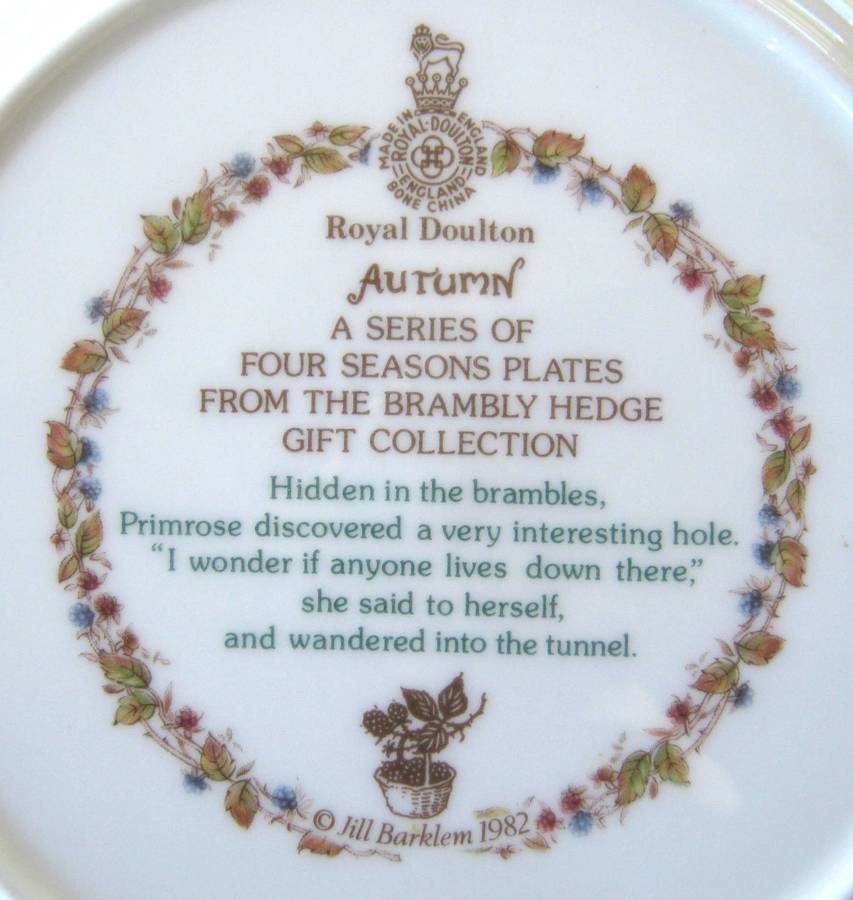 MADE IN ENGLAND
ROYAL·DOULTON
ENGLAND
BONE CHINA
Royal Doulton
AUTUMN
A SERIES OF
FOUR SEASONS PLATES
FROM THE BRAMBLY HEDGE
GIFT COLLECTION
Hidden in the brambles,
Primrose discovered a very interesting hole.
“I wonder if anyone lives down there,”
she said to herself,
and wandered into the tunnel.
© Jill Barklem 1982